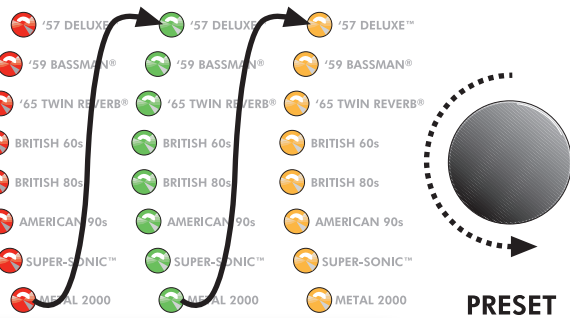 '57 DELUXE™ '57 DELUXE™ '57 DELUXE™
'59 BASSMAN® '59 BASSMAN® '59 BASSMAN®
'65 TWIN REVERB® '65 TWIN REVERB® '65 TWIN REVERB®
BRITISH 60s BRITISH 60s BRITISH 60s
BRITISH 80s BRITISH 80s BRITISH 80s
AMERICAN 90s AMERICAN 90s AMERICAN 90s
SUPER-SONIC™ SUPER-SONIC™ SUPER-SONIC™
METAL 2000 METAL 2000 METAL 2000
PRESET